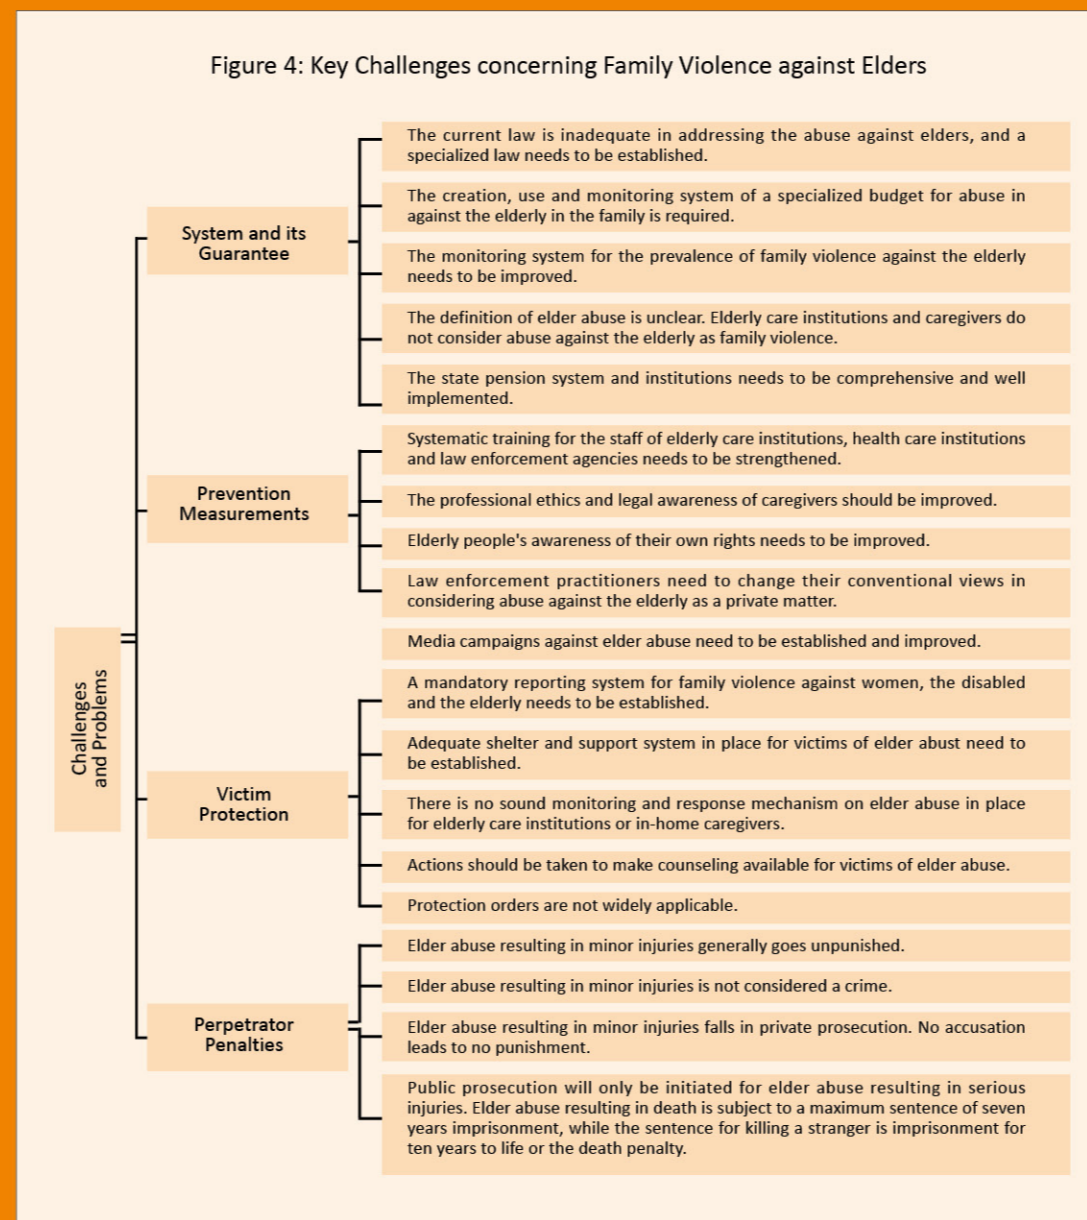 Figure 4: Key Challenges concerning Family Violence against Elders
Challenges
and Problems
System and its
Guarantee
The current law is inadequate in addressing the abuse against elders, and a
specialized law needs to be established.
The creation, use and monitoring system of a specialized budget for abuse in
against the elderly in the family is required.
The monitoring system for the prevalence of family violence against the elderly
needs to be improved.
The definition of elder abuse is unclear. Elderly care institutions and caregivers do
not consider abuse against the elderly as family violence.
The state pension system and institutions needs to be comprehensive and well
implemented.
Prevention
Measurements
Systematic training for the staff of elderly care institutions, health care institutions
and law enforcement agencies needs to be strengthened.
The professional ethics and legal awareness of caregivers should be improved.
Elderly people's awareness of their own rights needs to be improved.
Law enforcement practitioners need to change their conventional views in
considering abuse against the elderly as a private matter.
Media campaigns against elder abuse need to be established and improved.
Victim
Protection
A mandatory reporting system for family violence against women, the disabled
and the elderly needs to be established.
Adequate shelter and support system in place for victims of elder abust need to
be established.
There is no sound monitoring and response mechanism on elder abuse in place
for elderly care institutions or in-home caregivers.
Actions should be taken to make counseling available for victims of elder abuse.
Protection orders are not widely applicable.
Perpetrator
Penalties
Elder abuse resulting in minor injuries generally goes unpunished.
Elder abuse resulting in minor injuries is not considered a crime.
Elder abuse resulting in minor injuries falls in private prosecution. No accusation
leads to no punishment.
Public prosecution will only be initiated for elder abuse resulting in serious
injuries. Elder abuse resulting in death is subject to a maximum sentence of seven
years imprisonment, while the sentence for killing a stranger is imprisonment for
ten years to life or the death penalty.